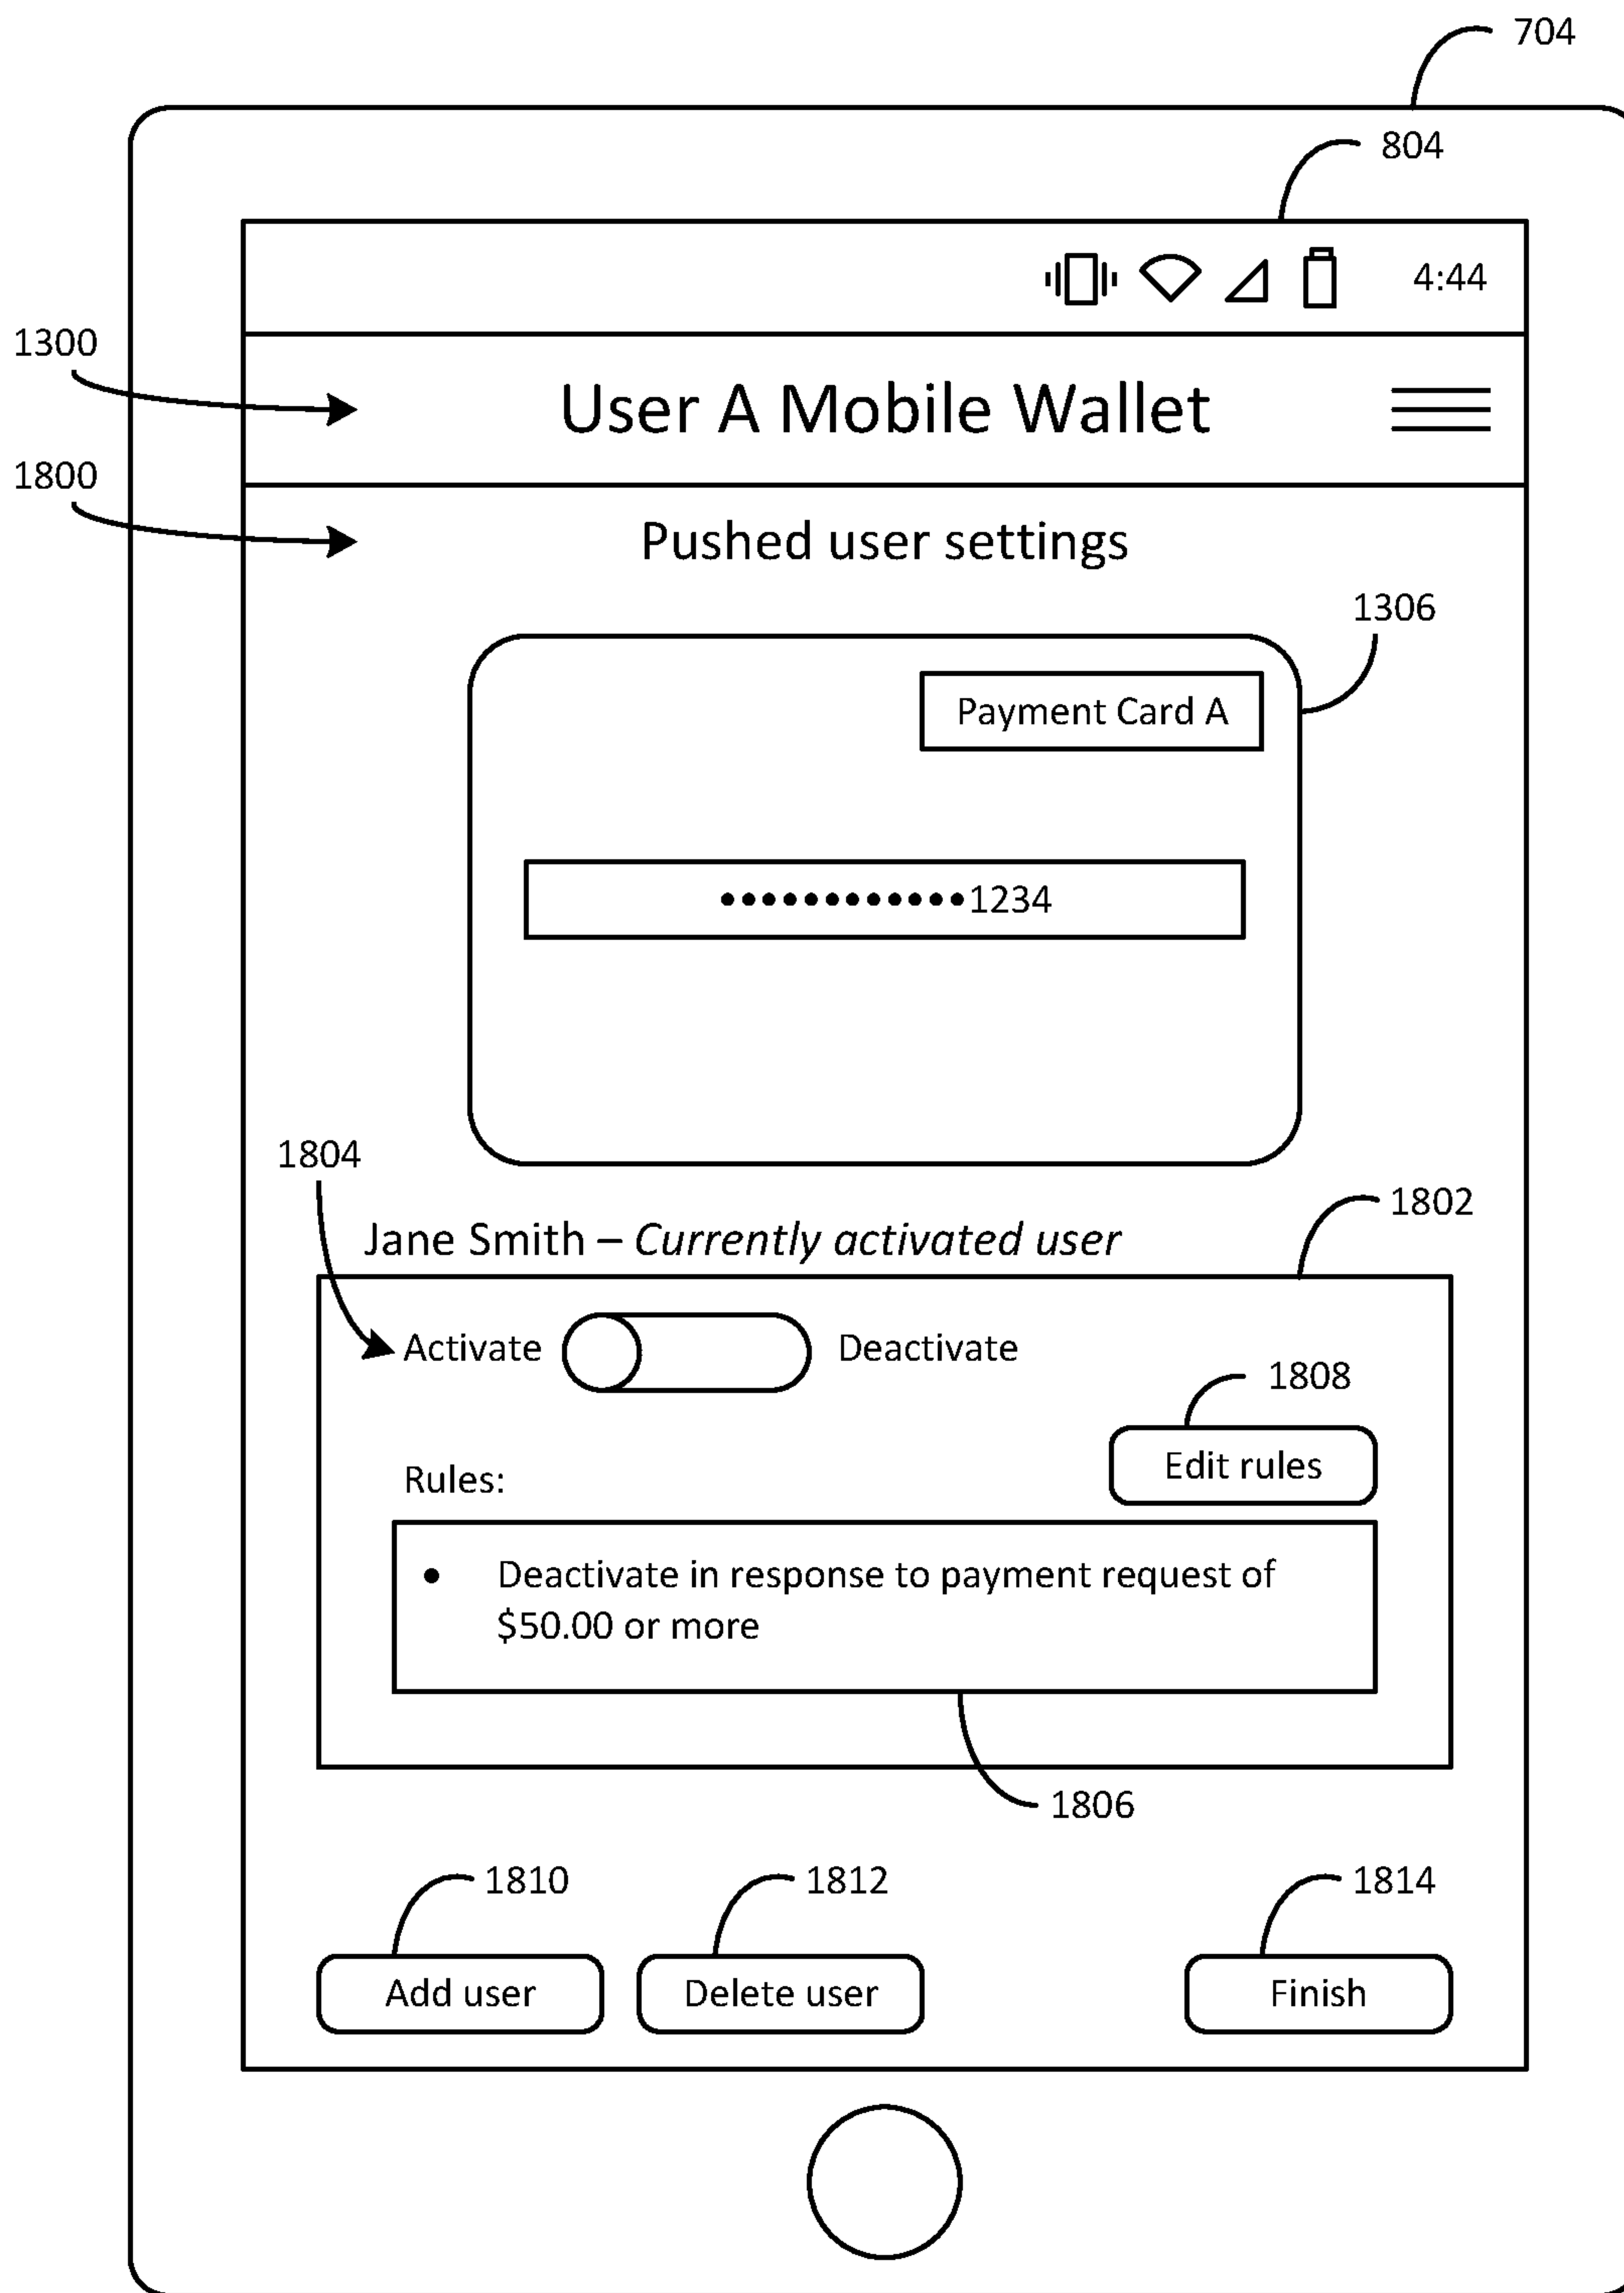 704
804
4:44
1300
User A Mobile Wallet
1800
Pushed user settings
1306
Payment Card A
••••••••••••1234
1804
1802
Jane Smith – Currently activated user
Activate
Deactivate
1808
Edit rules
Rules:
• Deactivate in response to payment request of
$50.00 or more
1806
1810
1812
1814
Add user
Delete user
Finish